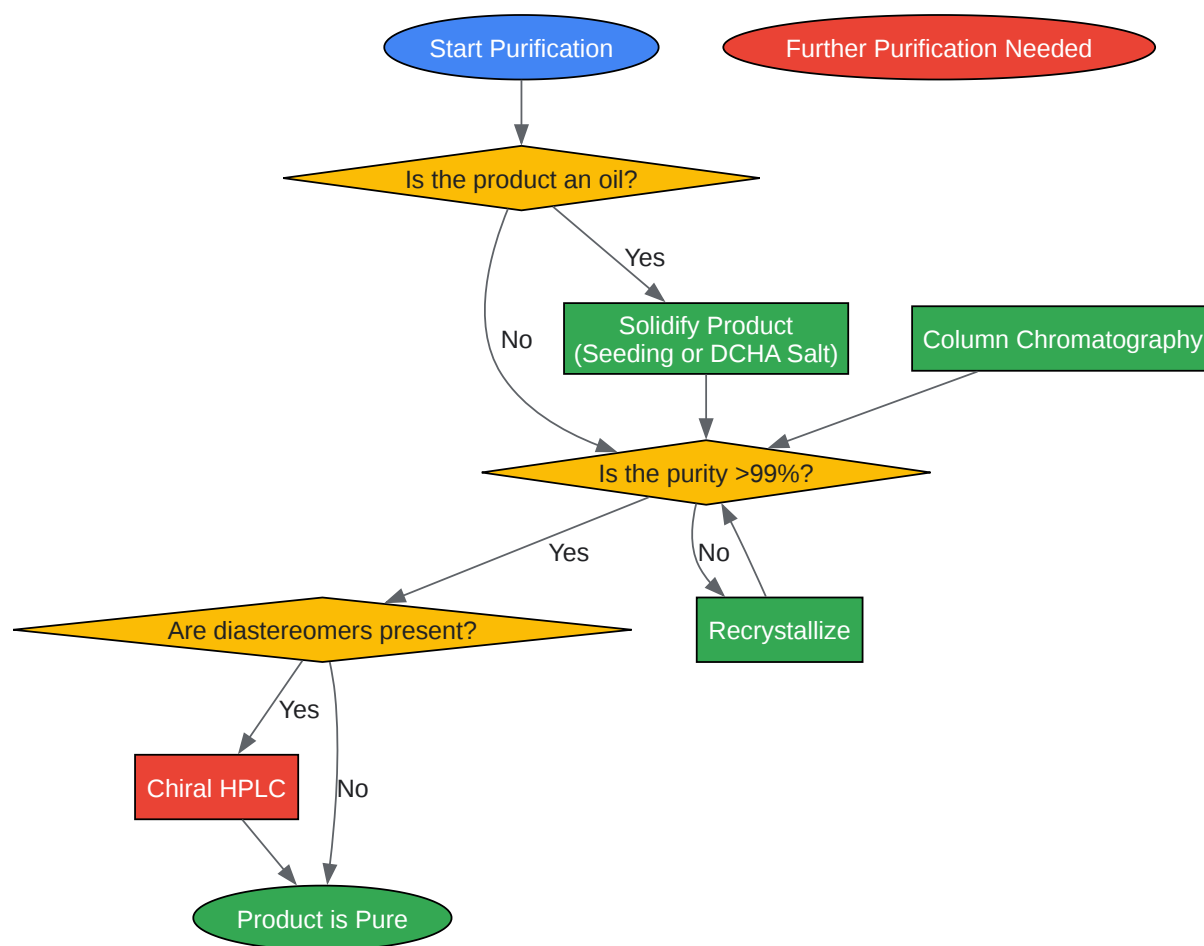 Start Purification
Further Purification Needed
Is the product an oil?
Yes
No
Solidify Product
(Seeding or DCHA Salt)
Column Chromatography
Is the purity >99%?
Yes
No
Are diastereomers present?
Recrystallize
Yes
Chiral HPLC
No
Product is Pure